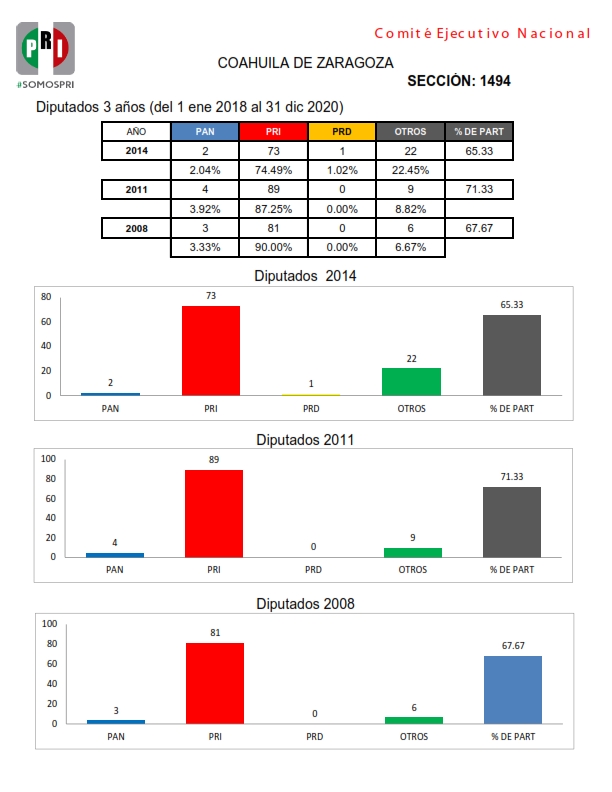 Comité Ejecutivo Nacional
PRI
#SOMOSPRI
COAHUILA DE ZARAGOZA
SECCIÓN: 1494
Diputados 3 años (del 1 ene 2018 al 31 dic 2020)
AÑO PAN PRI PRD OTROS % DE PART
2014 2 73 1 22 65.33
2.04% 74.49% 1.02% 22.45%
2011 4 89 0 9 71.33
3.92% 87.25% 0.00% 8.82%
2008 3 81 0 6 67.67
3.33% 90.00% 0.00% 6.67%
Diputados 2014
80
60
40
20
0
2 73 1 22 65.33
PAN PRI PRD OTROS % DE PART
Diputados 2011
100
80
60
40
20
0
4 89 0 9 71.33
PAN PRI PRD OTROS % DE PART
Diputados 2008
100
80
60
40
20
0
3 81 0 6 67.67
PAN PRI PRD OTROS % DE PART